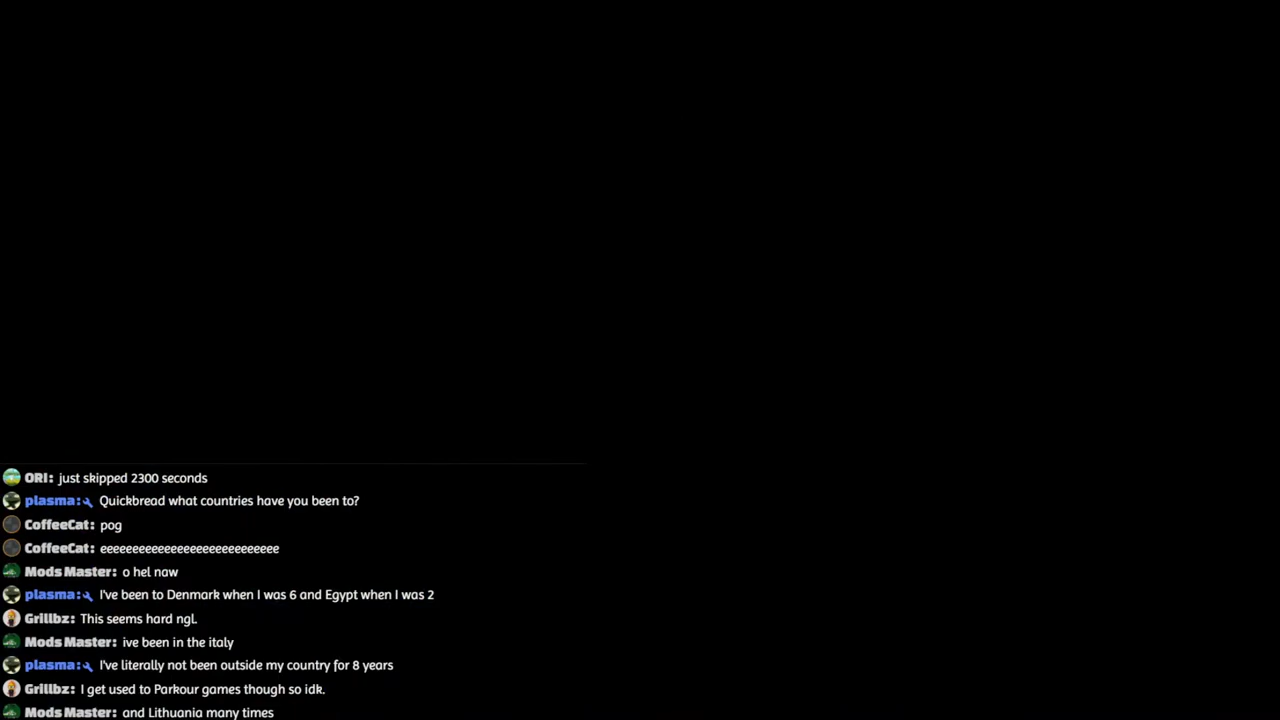 ORI: just skipped 2300 seconds
plasma: Quickbread what countries have you been to?
CoffeeCat: pog
CoffeeCat: eeeeeeeeeeeeeeeeeeeeeeeeeeee
Mods Master: o hel naw
plasma: I've been to Denmark when I was 6 and Egypt when I was 2
Grillbz: This seems hard ngl.
Mods Master: ive been in the italy
plasma: I've literally not been outside my country for 8 years
Grillbz: I get used to Parkour games though so idk.
Mods Master: and Lithuania many times